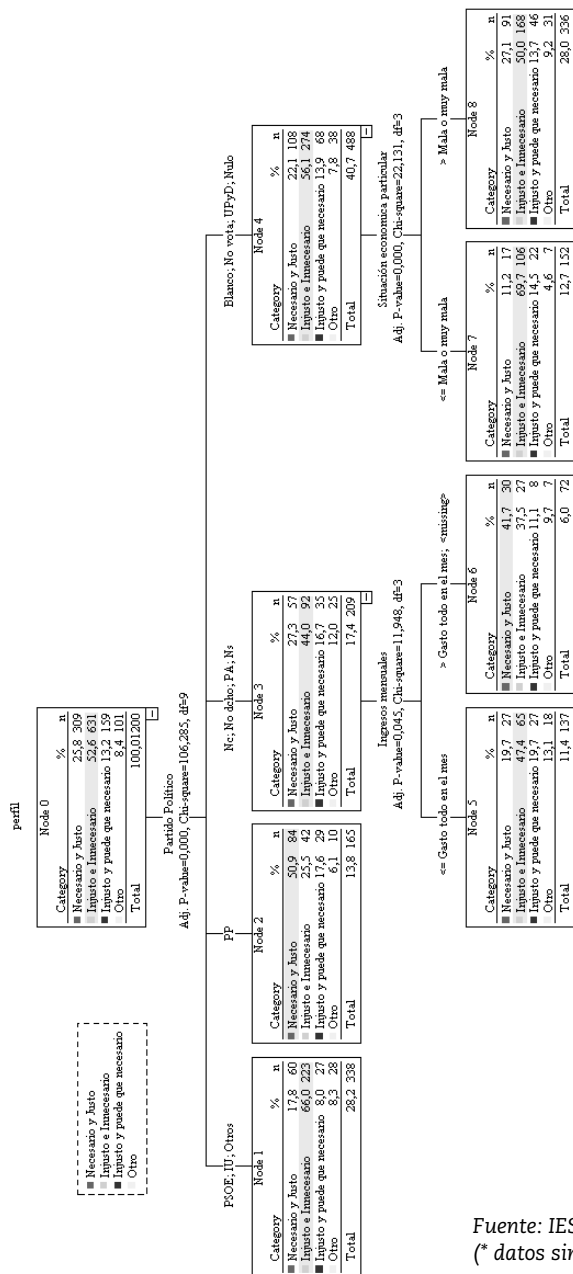 perfil
Necesario y Justo
Injusto e Innecesario
Injusto y puede que necesario
Otro
Node 0
Category % n
Necesario y Justo 25,8 309
Injusto e Innecesario 52,6 631
Injusto y puede que necesario 13,2 159
Otro 8,4 101
Total 100,0 1200
Partido Político
Adj. P-value=0,000, Chi-square=106,285, df=9
PSOE; IU; Otros
PP
Nc; No dcho; PA; Ns
Blanco; No vota; UPyD; Nulo
Node 1
Category % n
Necesario y Justo 17,8 60
Injusto e Innecesario 66,0 223
Injusto y puede que necesario 8,0 27
Otro 8,3 28
Total 28,2 338
Node 2
Category % n
Necesario y Justo 50,9 84
Injusto e Innecesario 25,5 42
Injusto y puede que necesario 17,6 29
Otro 6,1 10
Total 13,8 165
Node 3
Category % n
Necesario y Justo 27,3 57
Injusto e Innecesario 44,0 92
Injusto y puede que necesario 16,7 35
Otro 12,0 25
Total 17,4 209
Node 4
Category % n
Necesario y Justo 22,1 108
Injusto e Innecesario 56,1 274
Injusto y puede que necesario 13,9 68
Otro 7,8 38
Total 40,7 488
Ingresos mensuales
Adj. P-value=0,045, Chi-square=11,948, df=3
Situación economica particular
Adj. P-value=0,000, Chi-square=22,131, df=3
<= Gasto todo en el mes
> Gasto todo en el mes; <missing>
<= Mala o muy mala
> Mala o muy mala
Node 5
Category % n
Necesario y Justo 19,7 27
Injusto e Innecesario 47,4 65
Injusto y puede que necesario 19,7 27
Otro 13,1 18
Total 11,4 137
Node 6
Category % n
Necesario y Justo 41,7 30
Injusto e Innecesario 37,5 27
Injusto y puede que necesario 11,1 8
Otro 9,7 7
Total 6,0 72
Node 7
Category % n
Necesario y Justo 11,2 17
Injusto e Innecesario 69,7 106
Injusto y puede que necesario 14,5 22
Otro 4,6 7
Total 12,7 152
Node 8
Category % n
Necesario y Justo 27,1 91
Injusto e Innecesario 50,0 168
Injusto y puede que necesario 13,7 46
Otro 9,2 31
Total 28,0 336
Fuente: IES
(* datos sin